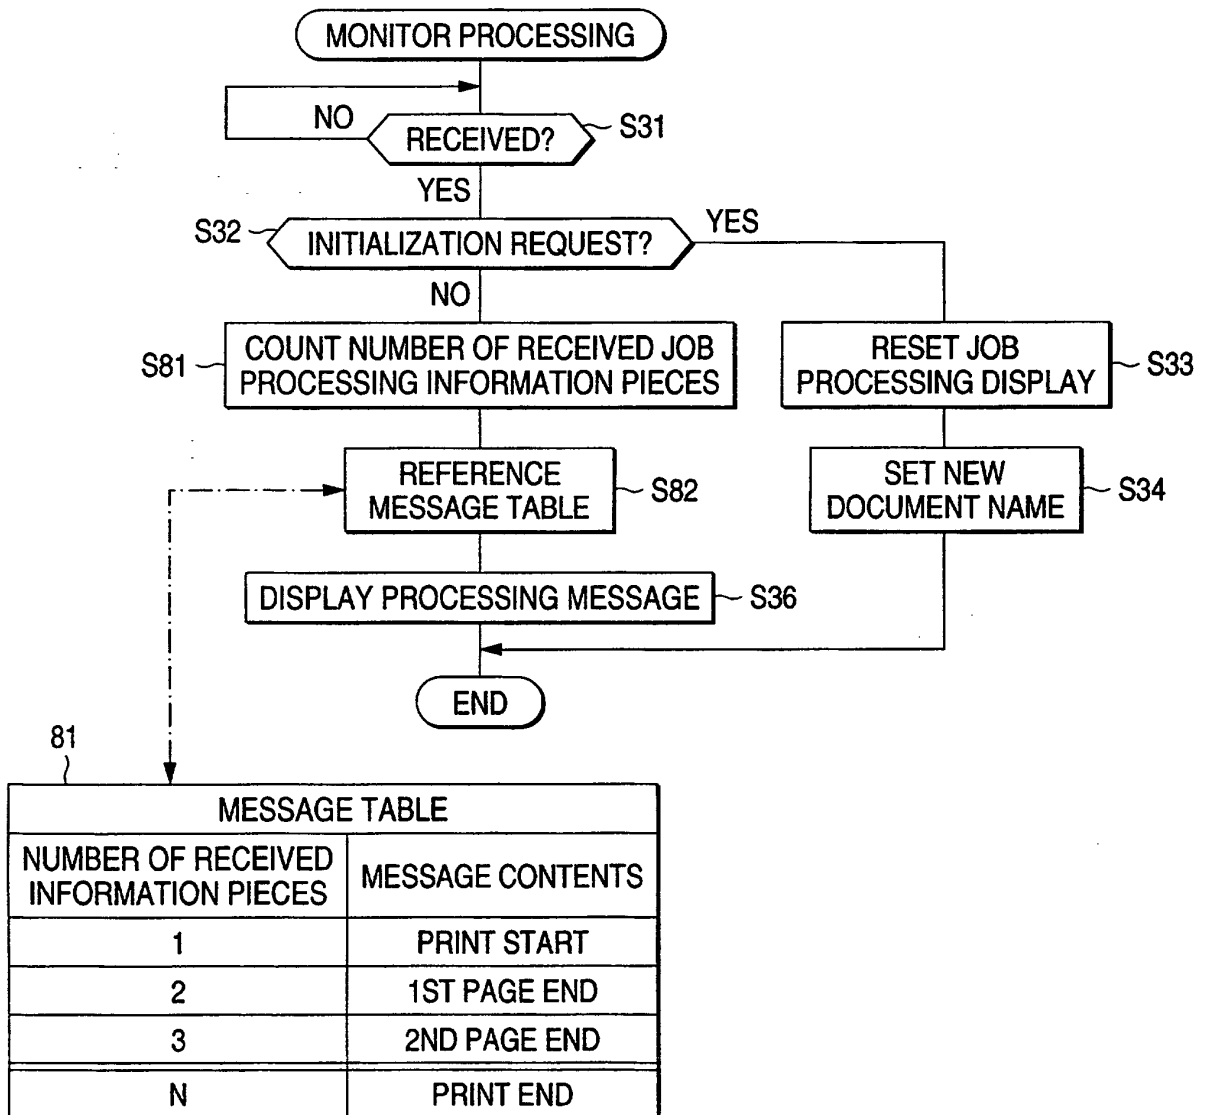 MONITOR PROCESSING
NO
RECEIVED?
S31
YES
S32
INITIALIZATION REQUEST?
YES
NO
S81
COUNT NUMBER OF RECEIVED JOB
PROCESSING INFORMATION PIECES
RESET JOB
PROCESSING DISPLAY
S33
REFERENCE
MESSAGE TABLE
S82
SET NEW
DOCUMENT NAME
S34
DISPLAY PROCESSING MESSAGE
S36
END
81
MESSAGE TABLE
NUMBER OF RECEIVED
INFORMATION PIECES
MESSAGE CONTENTS
1
PRINT START
2
1ST PAGE END
3
2ND PAGE END
N
PRINT END